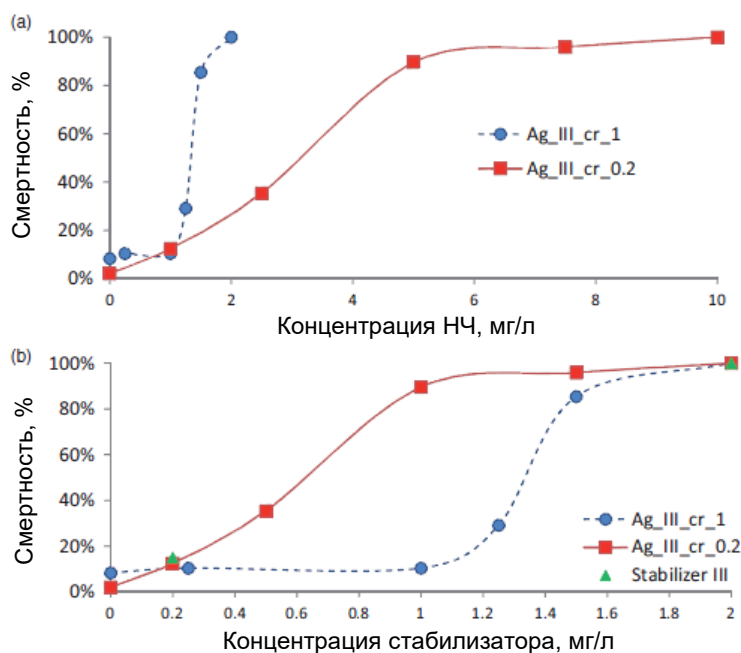 (a)
100%
80%
60%
40%
20%
0%
Смертность, %
Ag_III_cr_1
Ag_III_cr_0.2
0 2 4 6 8 10
Концентрация НЧ, мг/л
(b)
100%
80%
60%
40%
20%
0%
Смертность, %
Ag_III_cr_1
Ag_III_cr_0.2
Stabilizer III
0 0.2 0.4 0.6 0.8 1 1.2 1.4 1.6 1.8 2
Концентрация стабилизатора, мг/л